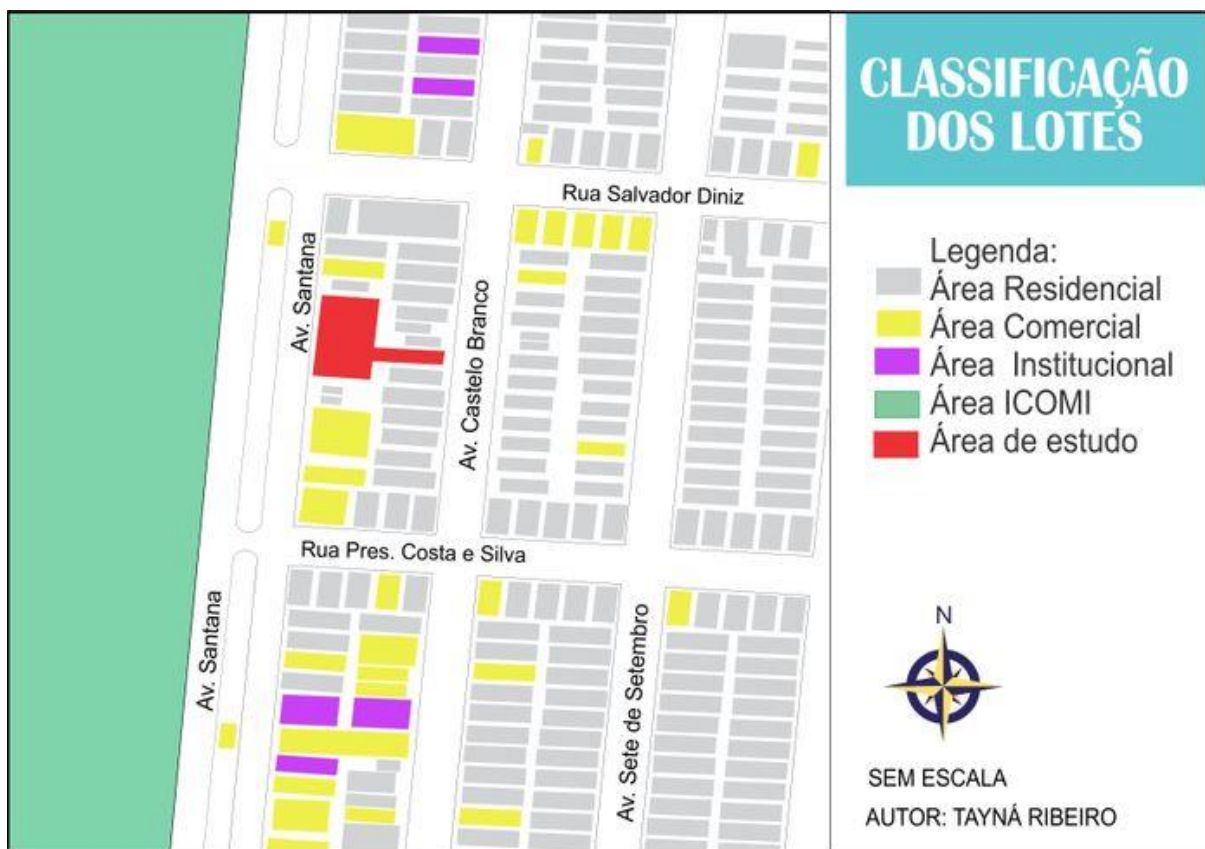 CLASSIFICAÇÃO
DOS LOTES
Rua Salvador Diniz
Av. Santana
Av. Castelo Branco
Rua Pres. Costa e Silva
Av. Santana
Av. Sete de Setembro
Legenda:
Área Residencial
Área Comercial
Área Institucional
Área ICOMI
Área de estudo
N
SEM ESCALA
AUTOR: TAYNÁ RIBEIRO